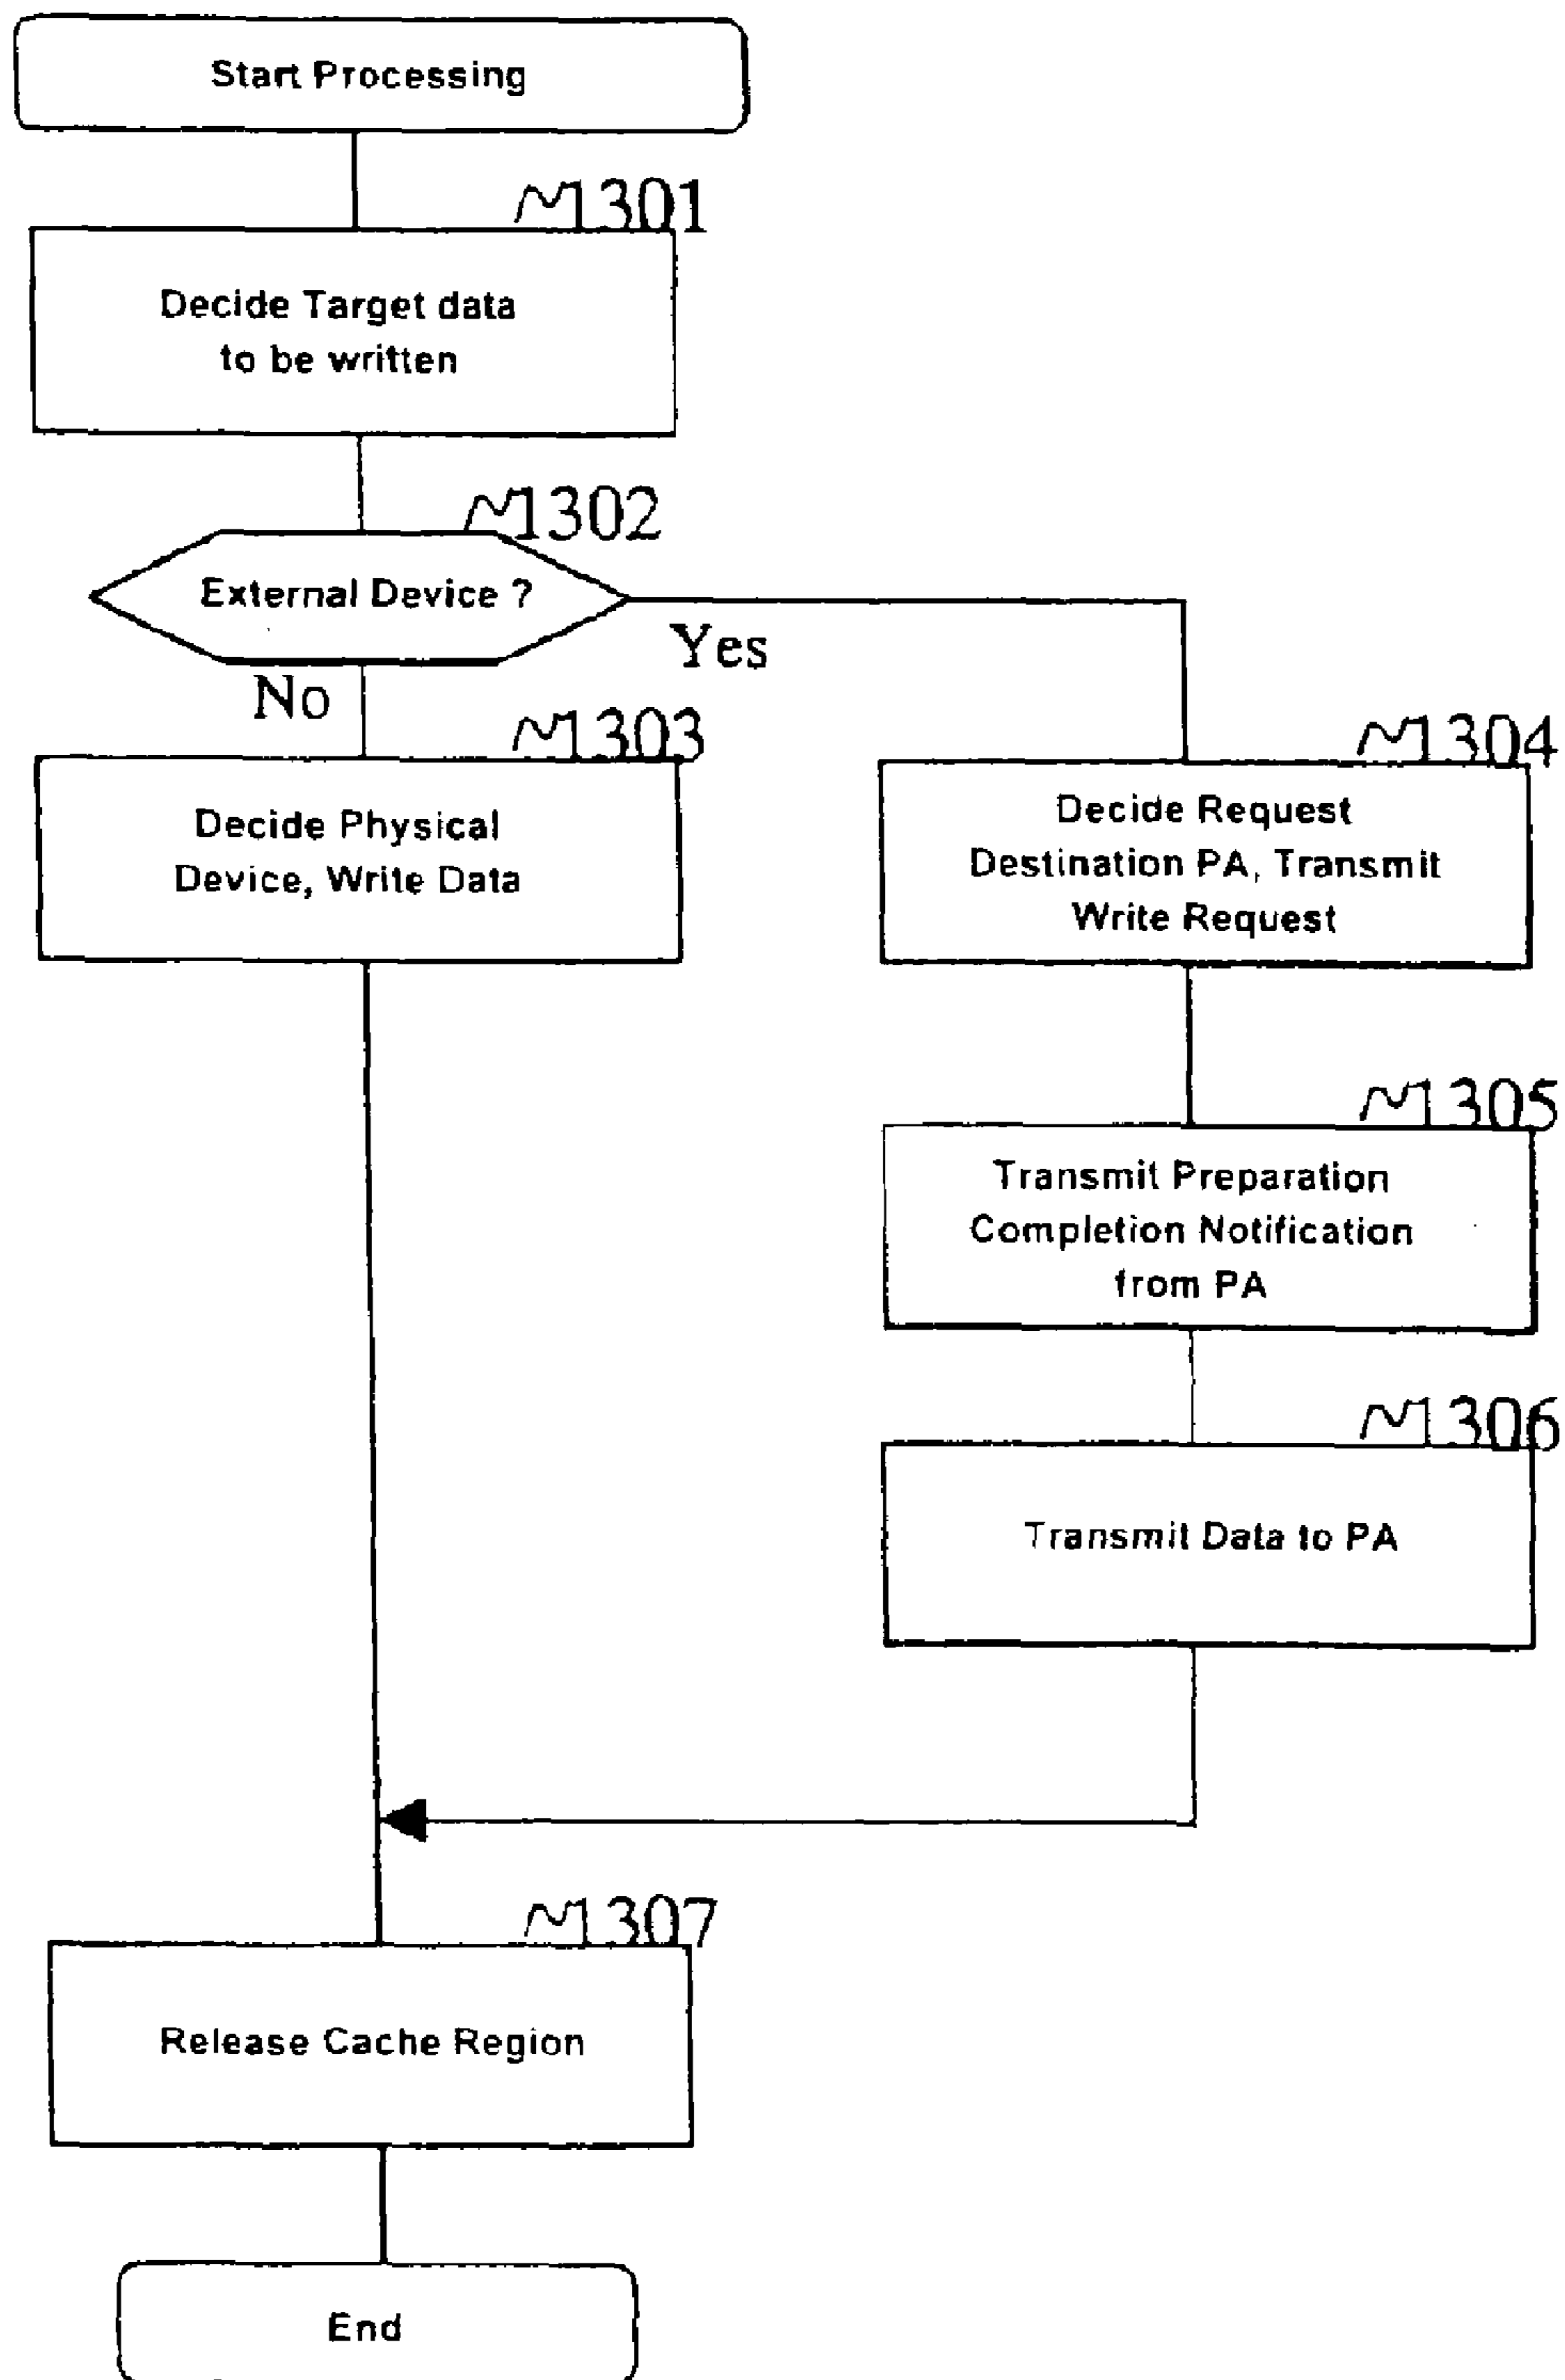 Start Processing
1301
Decide Target data
to be written
1302
External Device ?
Yes
No
1303
Decide Physical
Device, Write Data
1304
Decide Request
Destination PA, Transmit
Write Request
1305
Transmit Preparation
Completion Notification
from PA
1306
Transmit Data to PA
1307
Release Cache Region
End